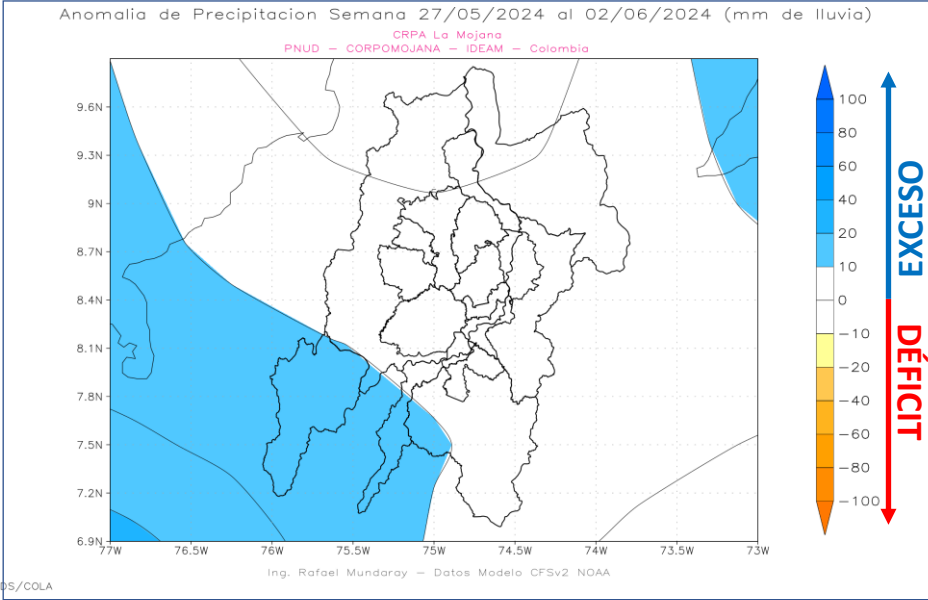 Anomalia de Precipitacion Semana 27/05/2024 al 02/06/2024 (mm de lluvia)
CRPA La Mojana
PNUD – CORPOMOJANA – IDEAM – Colombia
9.6N
9.3N
9N
8.7N
8.4N
8.1N
7.8N
7.5N
7.2N
6.9N
77W
76.5W
76W
75.5W
75W
74.5W
74W
73.5W
73W
100
80
60
40
20
10
0
−10
−20
−40
−60
−80
−100
EXCESO
DÉFICIT
Ing. Rafael Mundaray – Datos Modelo CFSv2 NOAA
DS/COLA